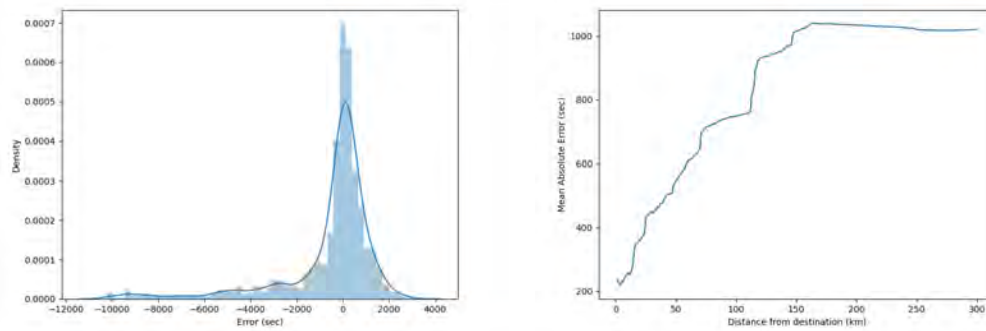 0.0007
0.0006
0.0005
0.0004
0.0003
0.0002
0.0001
0.0000
Density
−12000 −10000 −8000 −6000 −4000 −2000 0 2000 4000
Error (sec)
1000
800
600
400
200
Mean Absolute Error (sec)
0 50 100 150 200 250 300
Distance from destination (km)